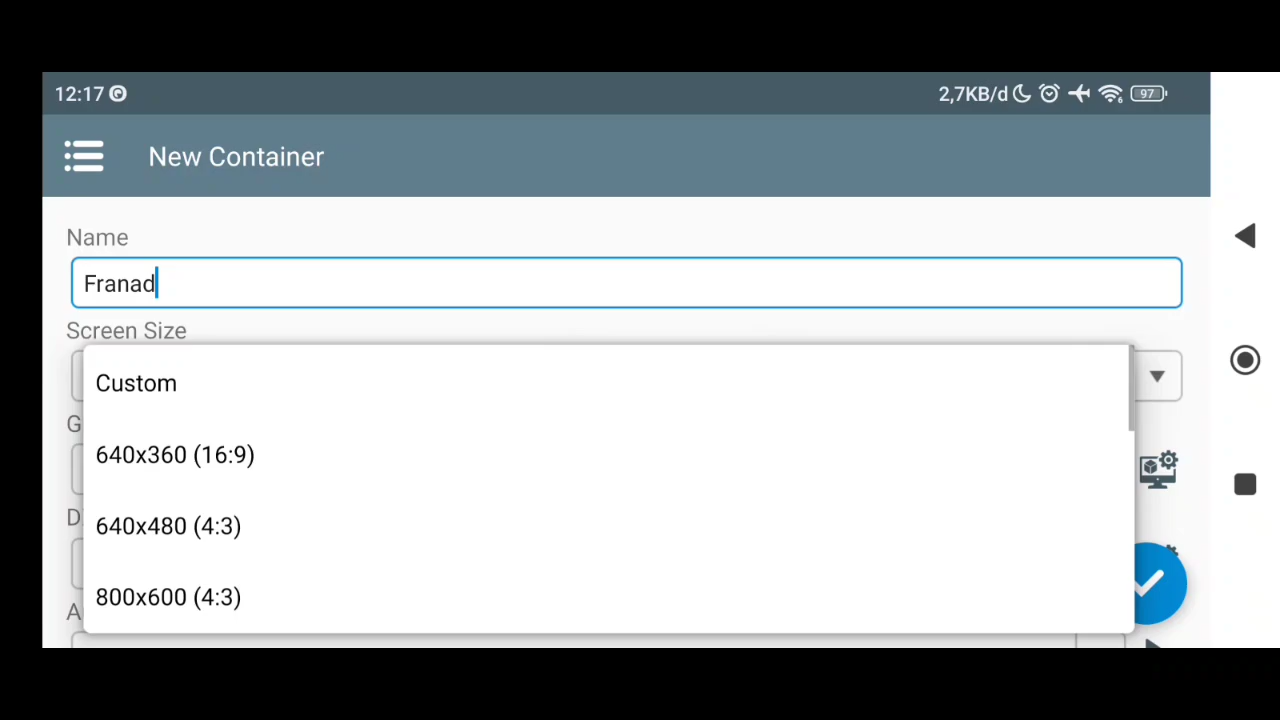 12:17
2,7KB/d
97
New Container
Name
Franad
Screen Size
Custom
G
640x360 (16:9)
D
640x480 (4:3)
800x600 (4:3)
A